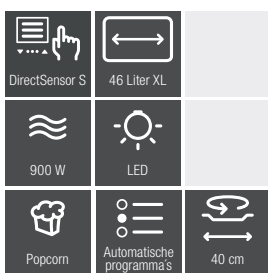 DirectSensor S
46 Liter XL
900 W
LED
Popcorn
Automatische
programma´s
40 cm